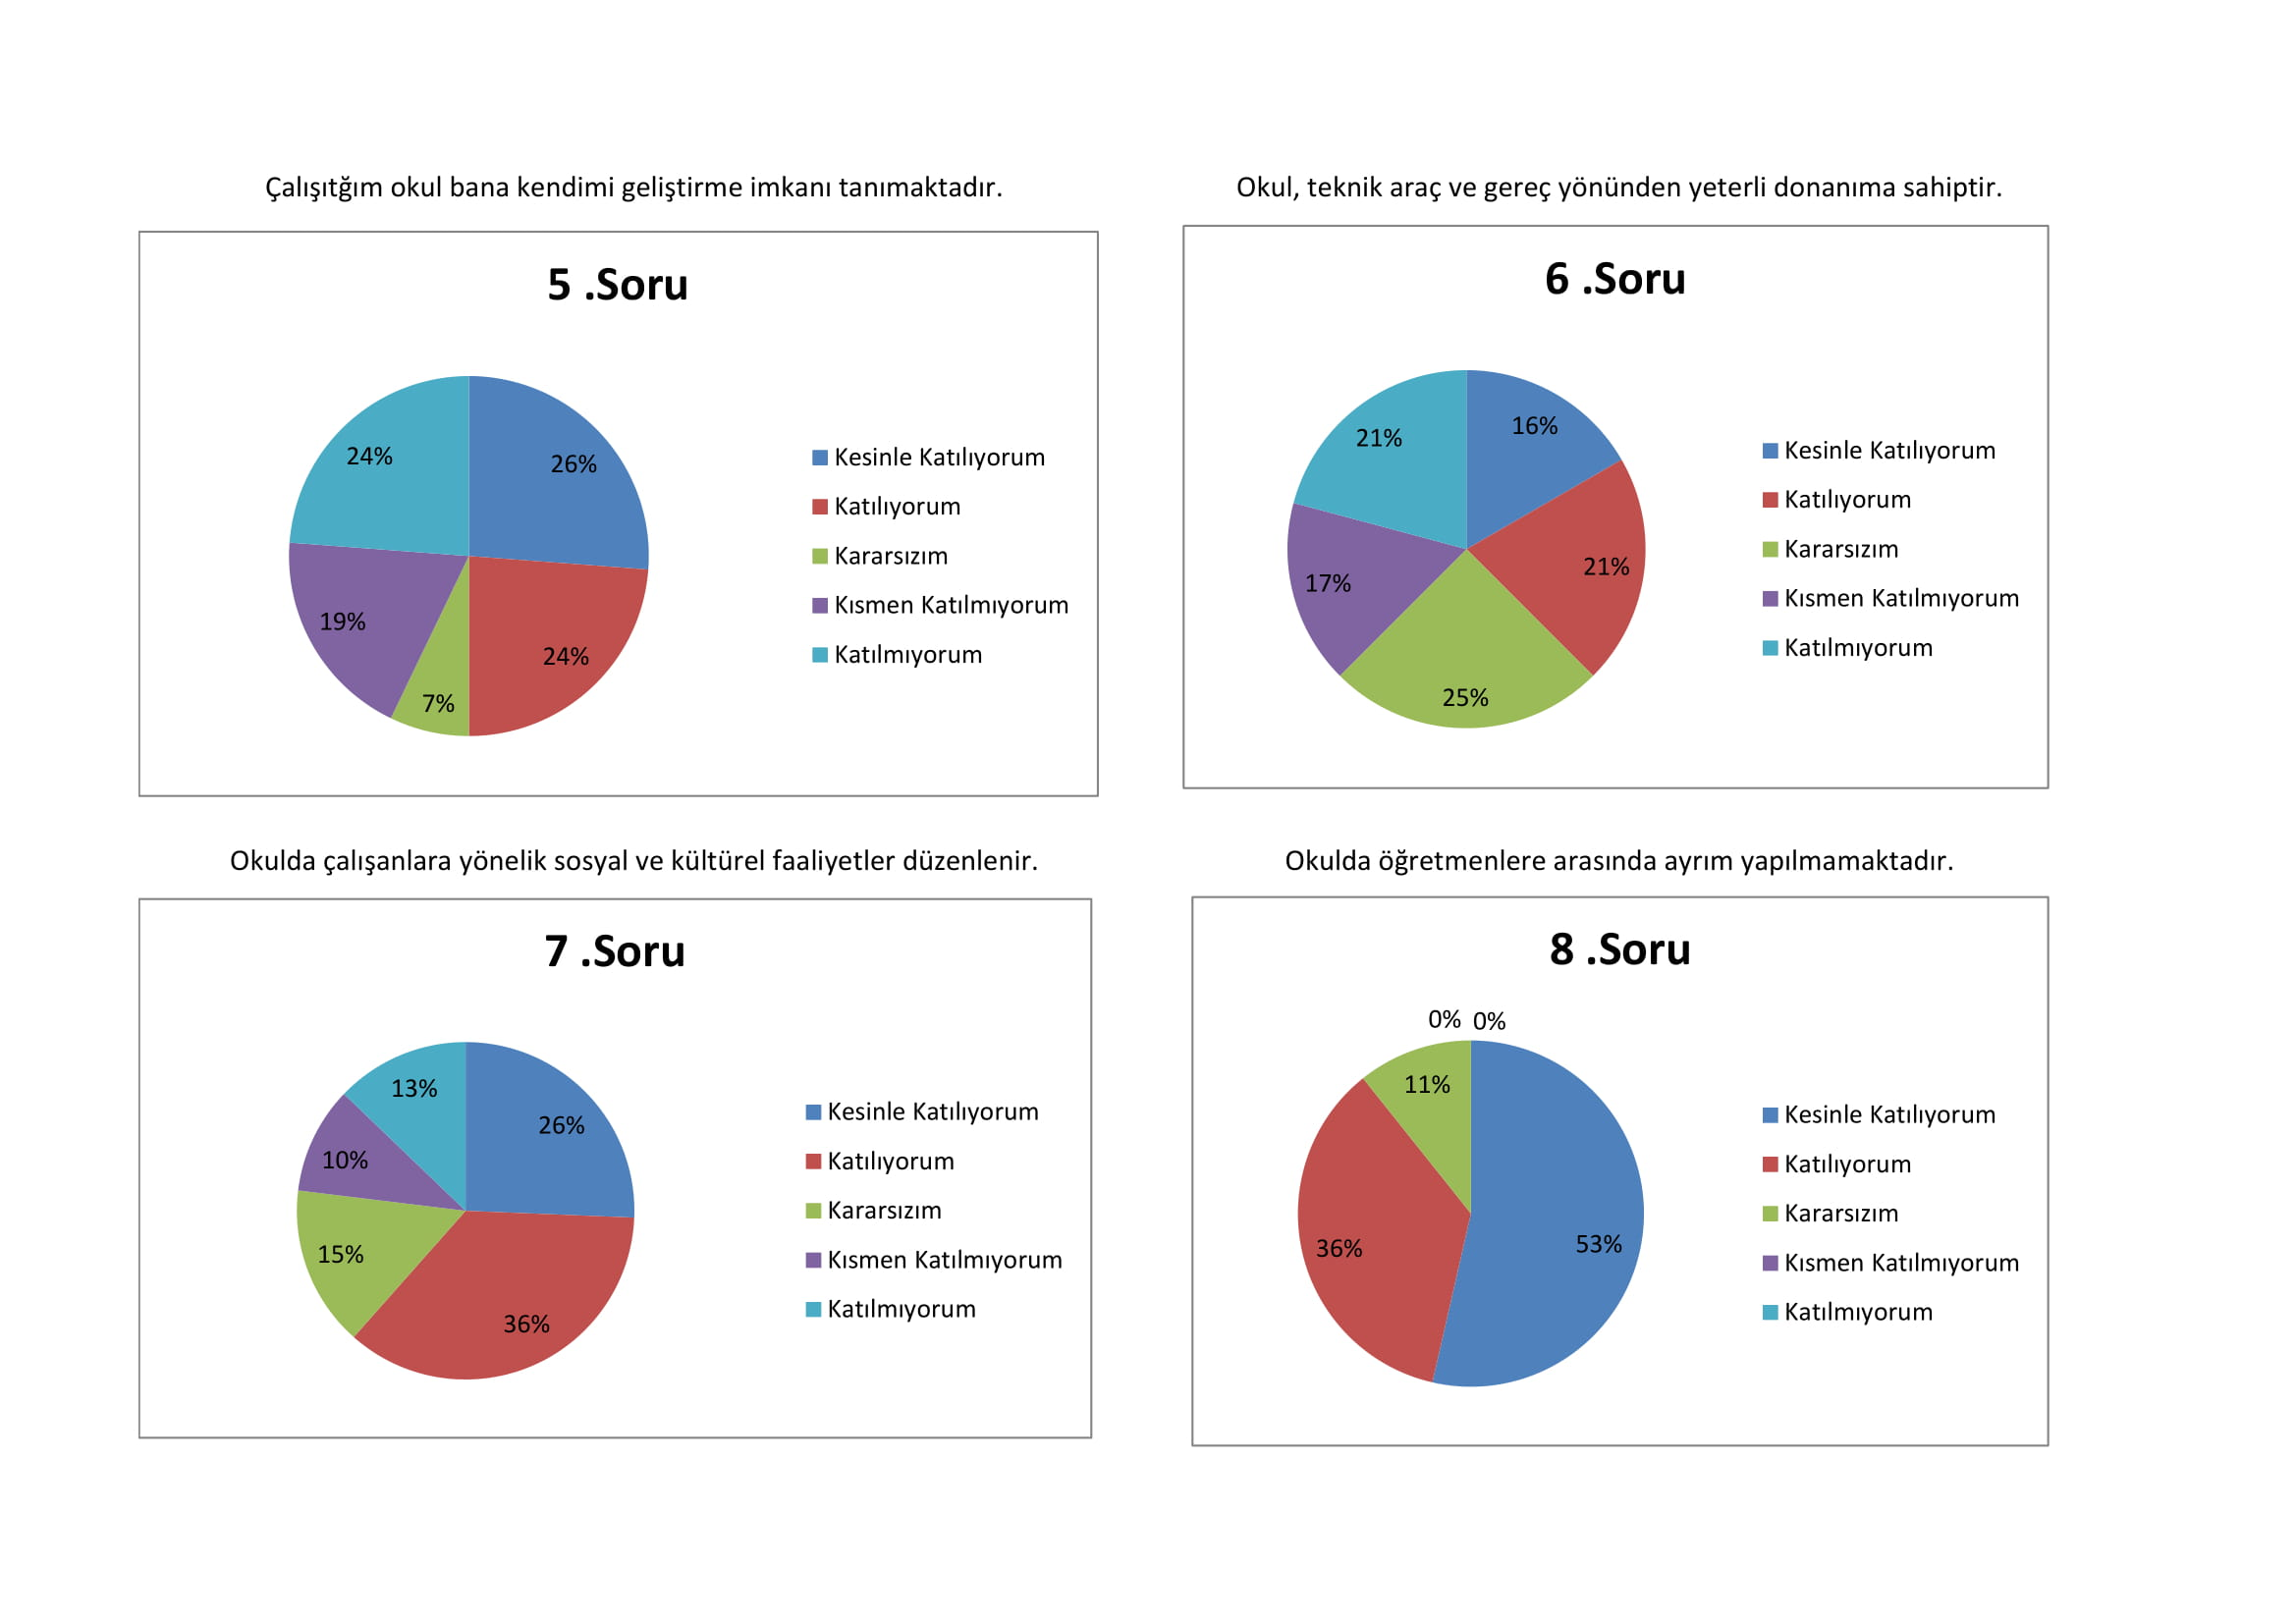 Çalışıtğım okul bana kendimi geliştirme imkanı tanımaktadır.
5 .Soru
24%
26%
19%
24%
7%
Kesinle Katılıyorum
Katılıyorum
Kararsızım
Kısmen Katılmıyorum
Katılmıyorum
Okul, teknik araç ve gereç yönünden yeterli donanıma sahiptir.
6 .Soru
16%
21%
21%
17%
25%
Kesinle Katılıyorum
Katılıyorum
Kararsızım
Kısmen Katılmıyorum
Katılmıyorum
Okulda çalışanlara yönelik sosyal ve kültürel faaliyetler düzenlenir.
7 .Soru
13%
26%
10%
15%
36%
Kesinle Katılıyorum
Katılıyorum
Kararsızım
Kısmen Katılmıyorum
Katılmıyorum
Okulda öğretmenlere arasında ayrım yapılmamaktadır.
8 .Soru
0% 0%
11%
36%
53%
Kesinle Katılıyorum
Katılıyorum
Kararsızım
Kısmen Katılmıyorum
Katılmıyorum